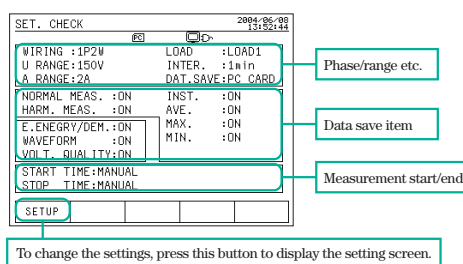 SET. CHECK
2004/06/08
13:52:44
PC
WIRING :1P2W LOAD :LOAD1
U RANGE:150V INTER. :1min
A RANGE:2A DAT.SAVE:PC CARD
Phase/range etc.
NORMAL MEAS. :ON INST. :ON
HARM. MEAS. :ON AVE. :ON
E.ENEGRY/DEM.:ON MAX. :ON
WAVEFORM :ON MIN. :ON
VOLT. QUALITY:ON
Data save item
START TIME:MANUAL
STOP TIME:MANUAL
Measurement start/end
SETUP
To change the settings, press this button to display the setting screen.